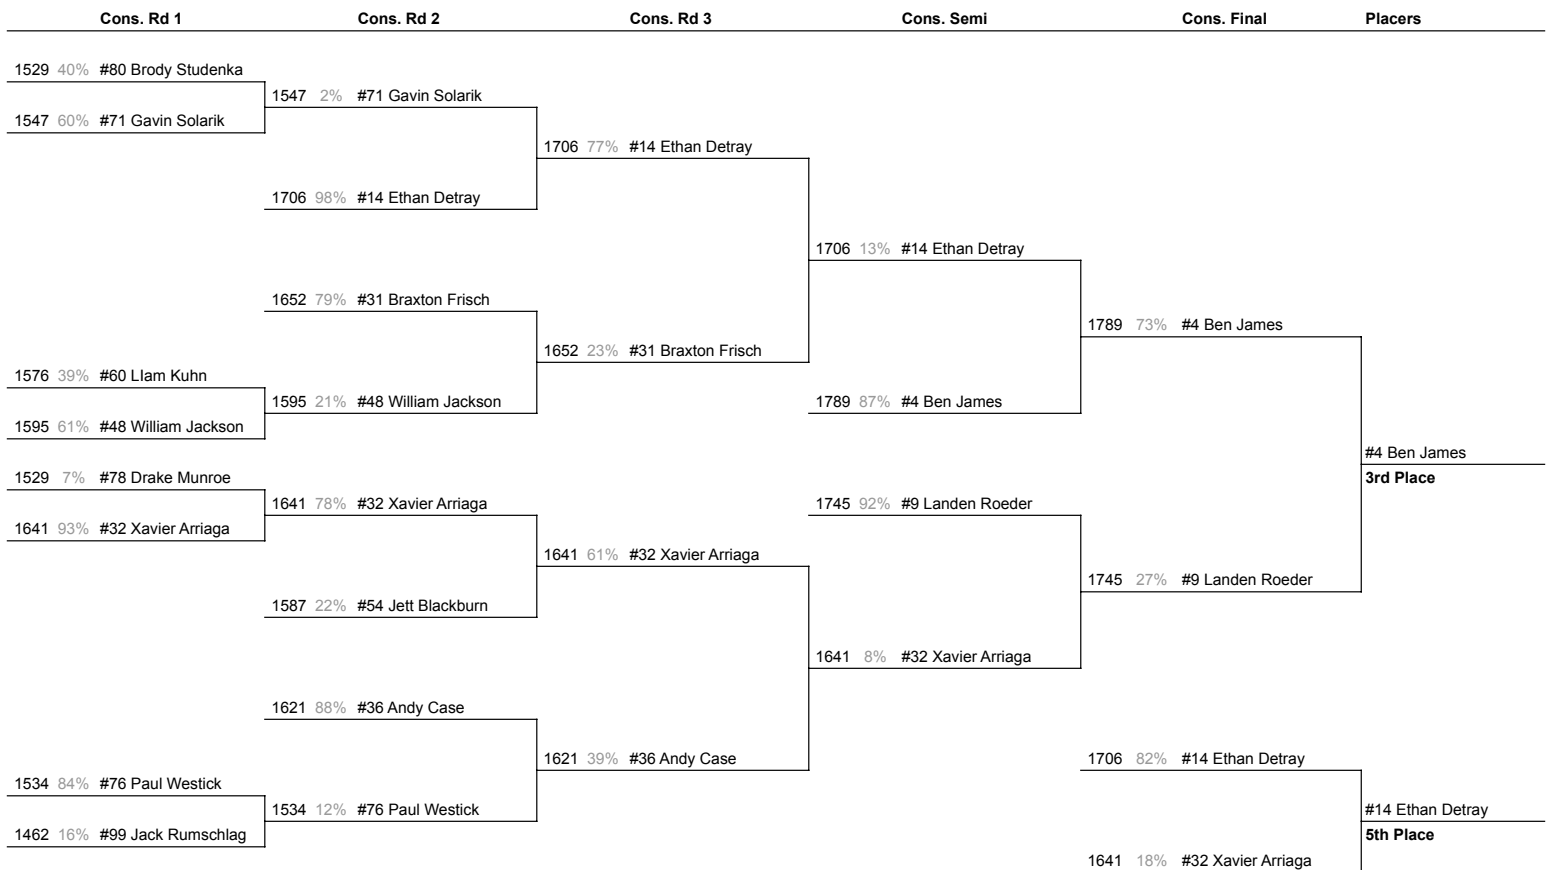 Cons. Rd 1 Cons. Rd 2 Cons. Rd 3 Cons. Semi Cons. Final Placers
1529 40% #80 Brody Studenka
1547 2% #71 Gavin Solarik
1547 60% #71 Gavin Solarik
1706 77% #14 Ethan Detray
1706 98% #14 Ethan Detray
1706 13% #14 Ethan Detray
1652 79% #31 Braxton Frisch
1789 73% #4 Ben James
1652 23% #31 Braxton Frisch
1576 39% #60 LIam Kuhn
1595 21% #48 William Jackson
1789 87% #4 Ben James
1595 61% #48 William Jackson
#4 Ben James
1529 7% #78 Drake Munroe
3rd Place
1641 78% #32 Xavier Arriaga
1745 92% #9 Landen Roeder
1641 93% #32 Xavier Arriaga
1641 61% #32 Xavier Arriaga
1745 27% #9 Landen Roeder
1587 22% #54 Jett Blackburn
1641 8% #32 Xavier Arriaga
1621 88% #36 Andy Case
1621 39% #36 Andy Case
1706 82% #14 Ethan Detray
1534 84% #76 Paul Westick
1534 12% #76 Paul Westick
#14 Ethan Detray
1462 16% #99 Jack Rumschlag
5th Place
1641 18% #32 Xavier Arriaga